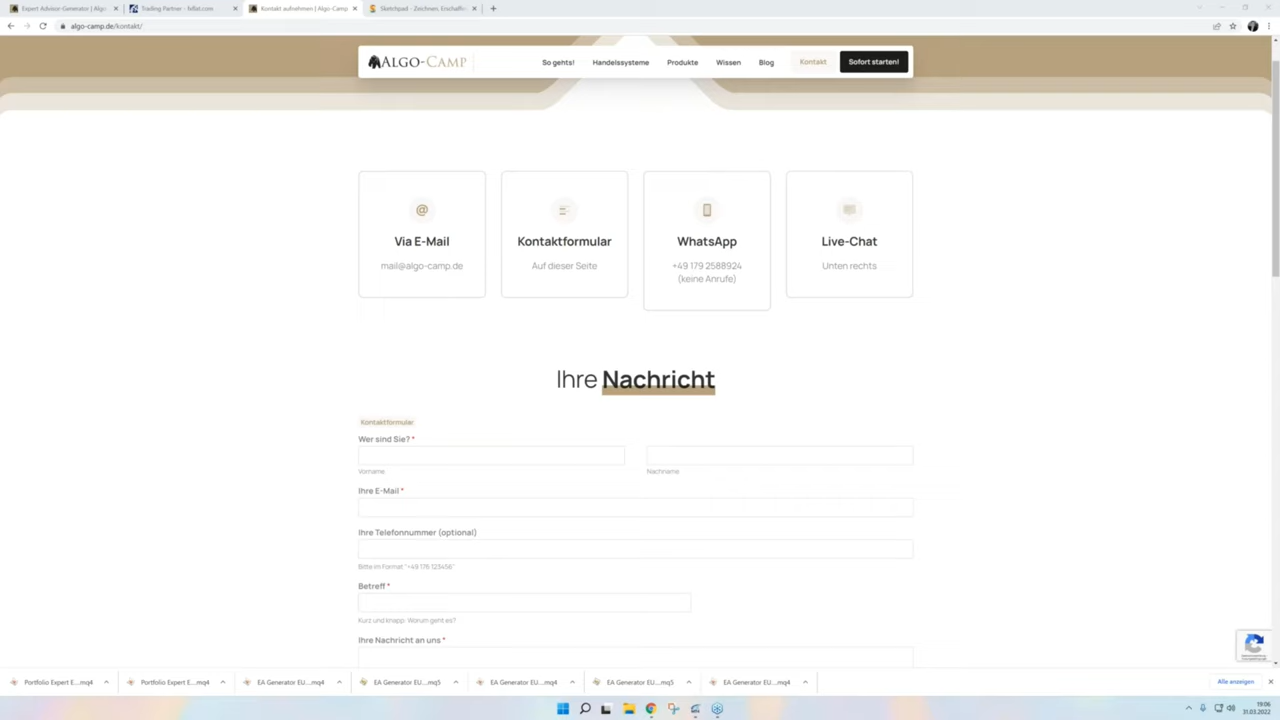 Expert Advisor-Generator | Algo
Trading Partner - fxflat.com
Kontakt aufnehmen | Algo-Camp
Sketchpad - Zeichnen, Erschaffe
algo-camp.de/kontakt/
ALGO-CAMP
So gehts!
Handelssysteme
Produkte
Wissen
Blog
Kontakt
Sofort starten!
Via E-Mail
mail@algo-camp.de
Kontaktformular
Auf dieser Seite
WhatsApp
+49 179 2588924
(keine Anrufe)
Live-Chat
Unten rechts
Ihre Nachricht
Kontaktformular
Wer sind Sie? *
Vorname
Nachname
Ihre E-Mail *
Ihre Telefonnummer (optional)
Bitte im Format "+49 176 123456"
Betreff *
Kurz und knapp: Worum geht es?
Ihre Nachricht an uns *
Portfolio Expert E....mq4
Portfolio Expert E....mq4
EA Generator EU....mq4
EA Generator EU....mq5
EA Generator EU....mq4
EA Generator EU....mq5
EA Generator EU....mq4
Alle anzeigen
19:06
31.03.2022